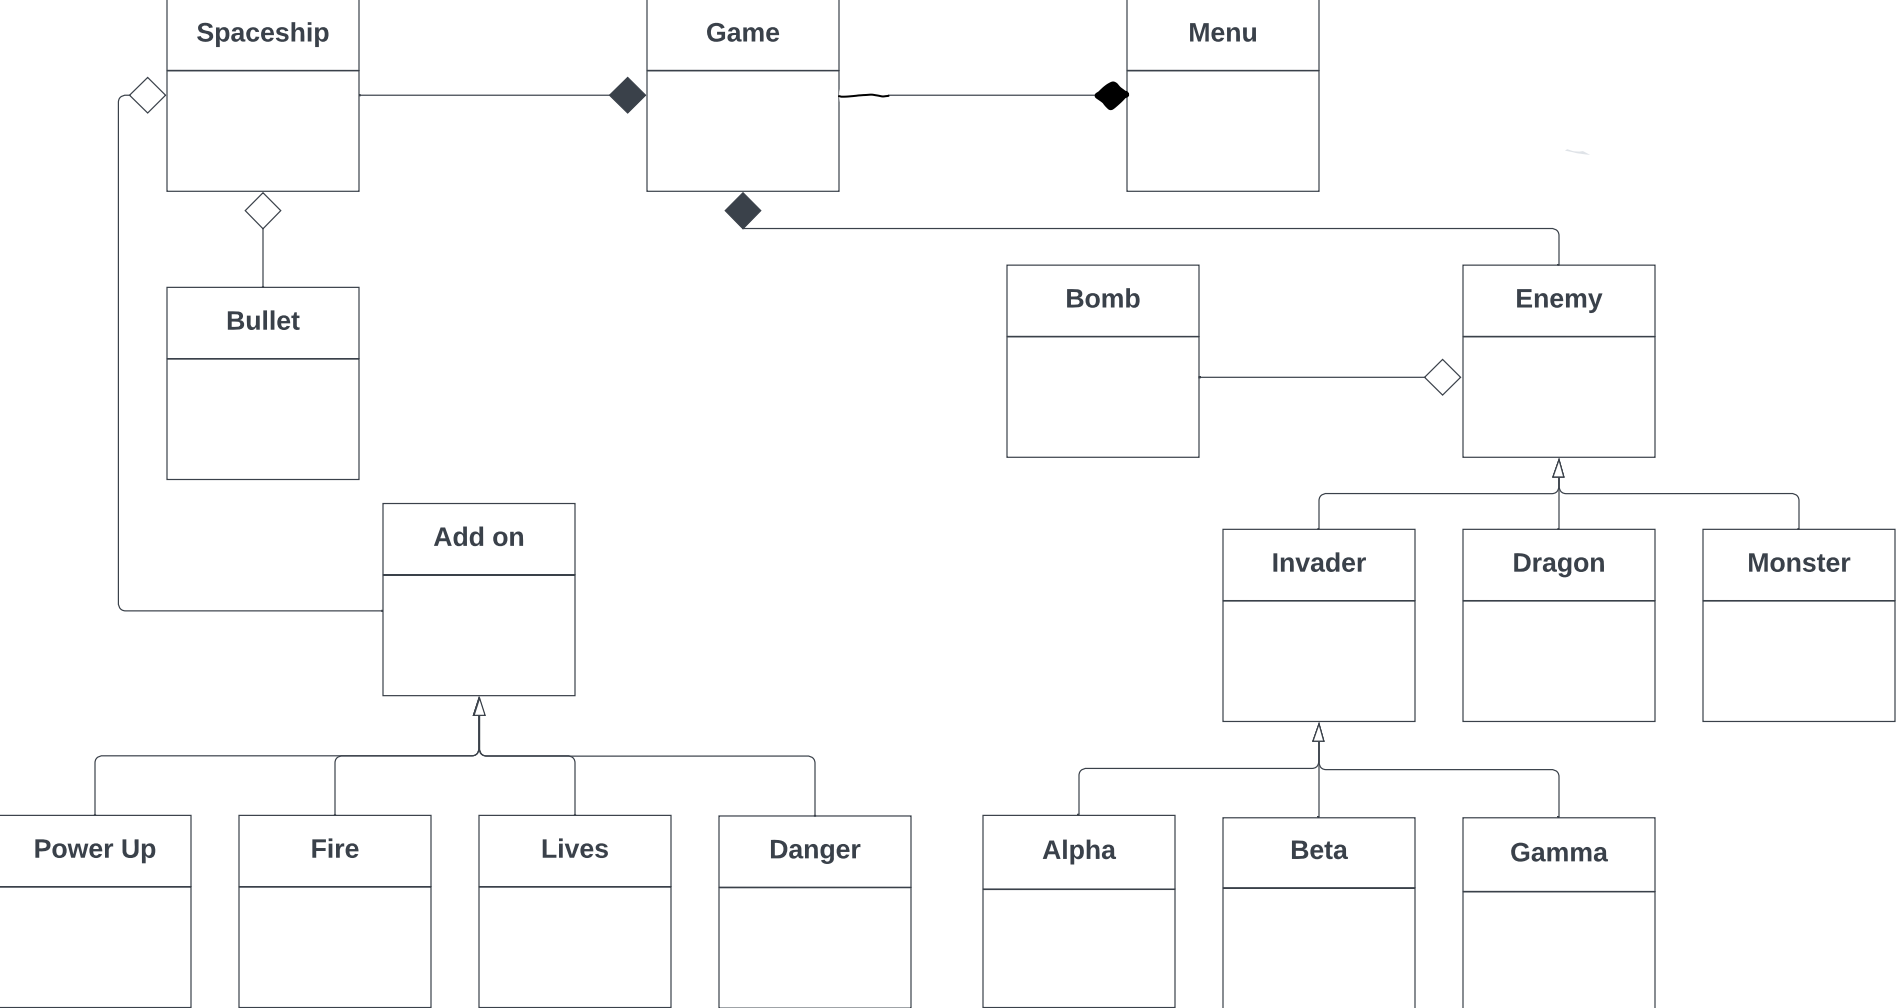 Spaceship
Game
Menu
Bomb
Enemy
Bullet
Add on
Invader
Dragon
Monster
Power Up
Fire
Lives
Danger
Alpha
Beta
Gamma